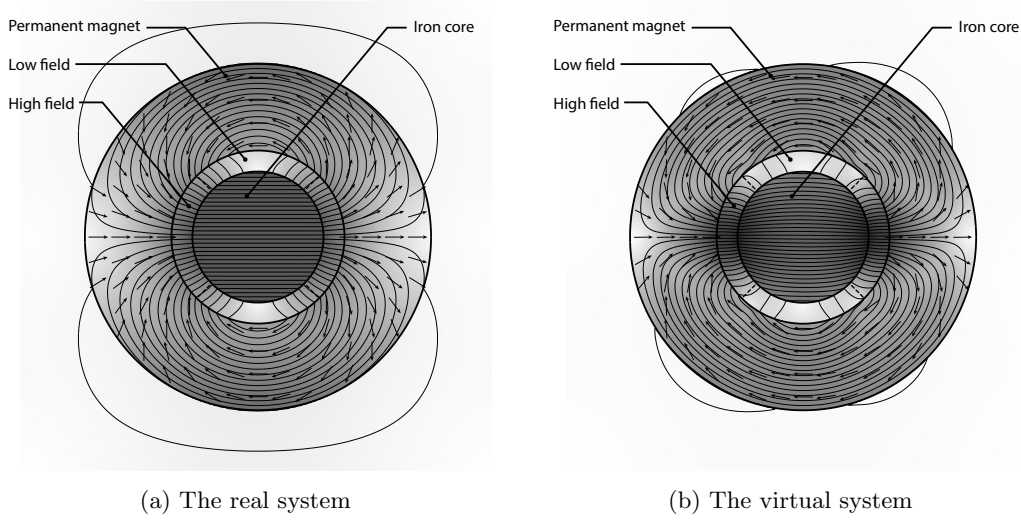 Permanent magnet
Iron core
Low field
High field
Permanent magnet
Iron core
Low field
High field
(a) The real system
(b) The virtual system